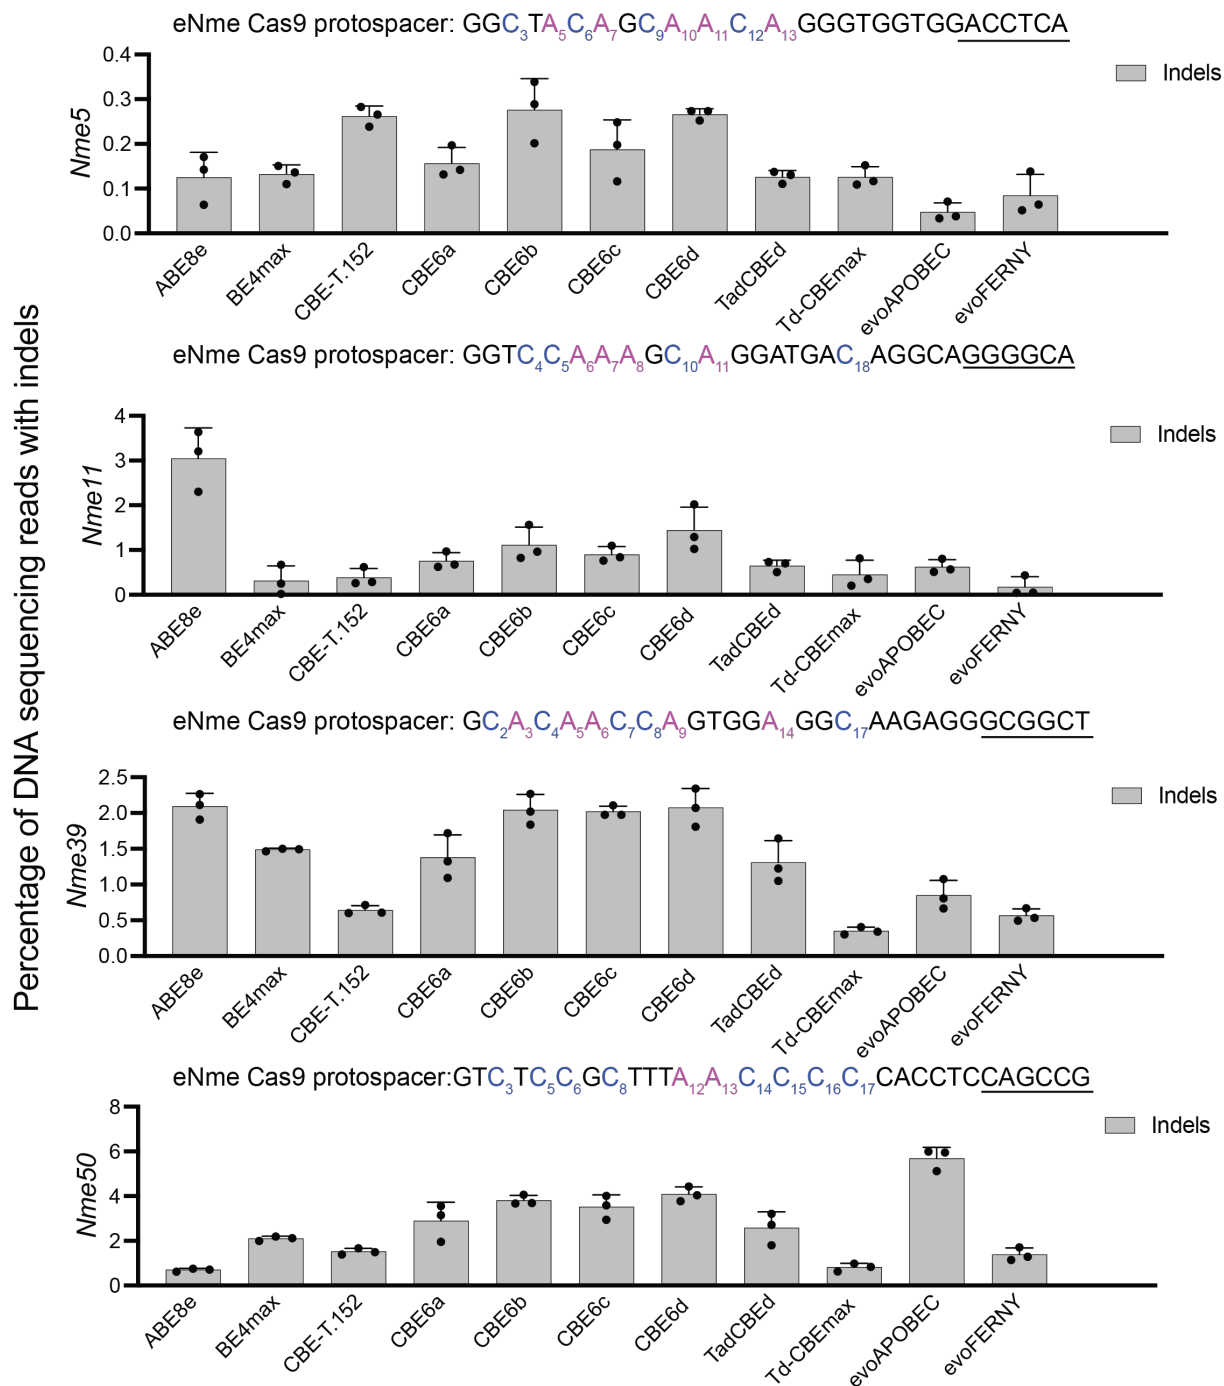 Percentage of DNA sequencing reads with indels
eNme Cas9 protospacer: GGC3TA5C6A7GC9A10A11C12A13GGGTGGTGGACCTCA
Indels
Nme5
0.4
0.3
0.2
0.1
0.0
ABE8e
BE4max
CBE-T.152
CBE6a
CBE6b
CBE6c
CBE6d
TadCBEd
Td-CBEmax
evoAPOBEC
evoFERNY
eNme Cas9 protospacer: GGTC4C5A6A7A8GC10A11GGATGAC18AGGCAGGGGCA
Indels
Nme11
4
3
2
1
0
ABE8e
BE4max
CBE-T.152
CBE6a
CBE6b
CBE6c
CBE6d
TadCBEd
Td-CBEmax
evoAPOBEC
evoFERNY
eNme Cas9 protospacer: GC2A3C4A5A6C7C8A9GTGGA14GGC17AAGAGGGCGGCT
Indels
Nme39
2.5
2.0
1.5
1.0
0.5
0.0
ABE8e
BE4max
CBE-T.152
CBE6a
CBE6b
CBE6c
CBE6d
TadCBEd
Td-CBEmax
evoAPOBEC
evoFERNY
eNme Cas9 protospacer:GTC3TC5C6GC8TTTA12A13C14C15C16C17CACCTCCAGCCG
Indels
Nme50
8
6
4
2
0
ABE8e
BE4max
CBE-T.152
CBE6a
CBE6b
CBE6c
CBE6d
TadCBEd
Td-CBEmax
evoAPOBEC
evoFERNY